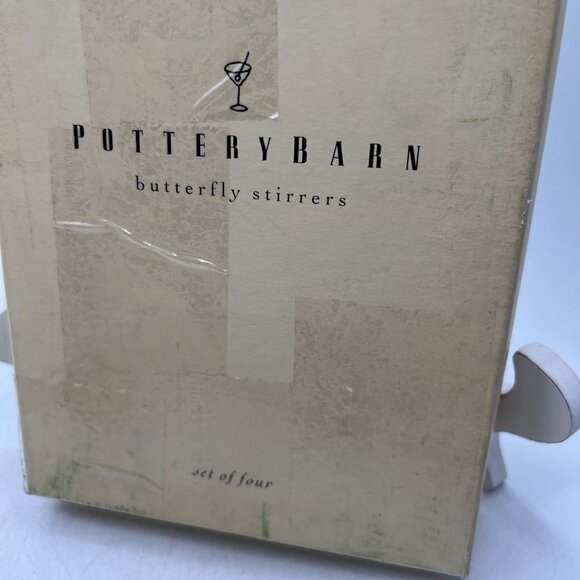 POTTERYBARN
butterfly stirrers
set of four